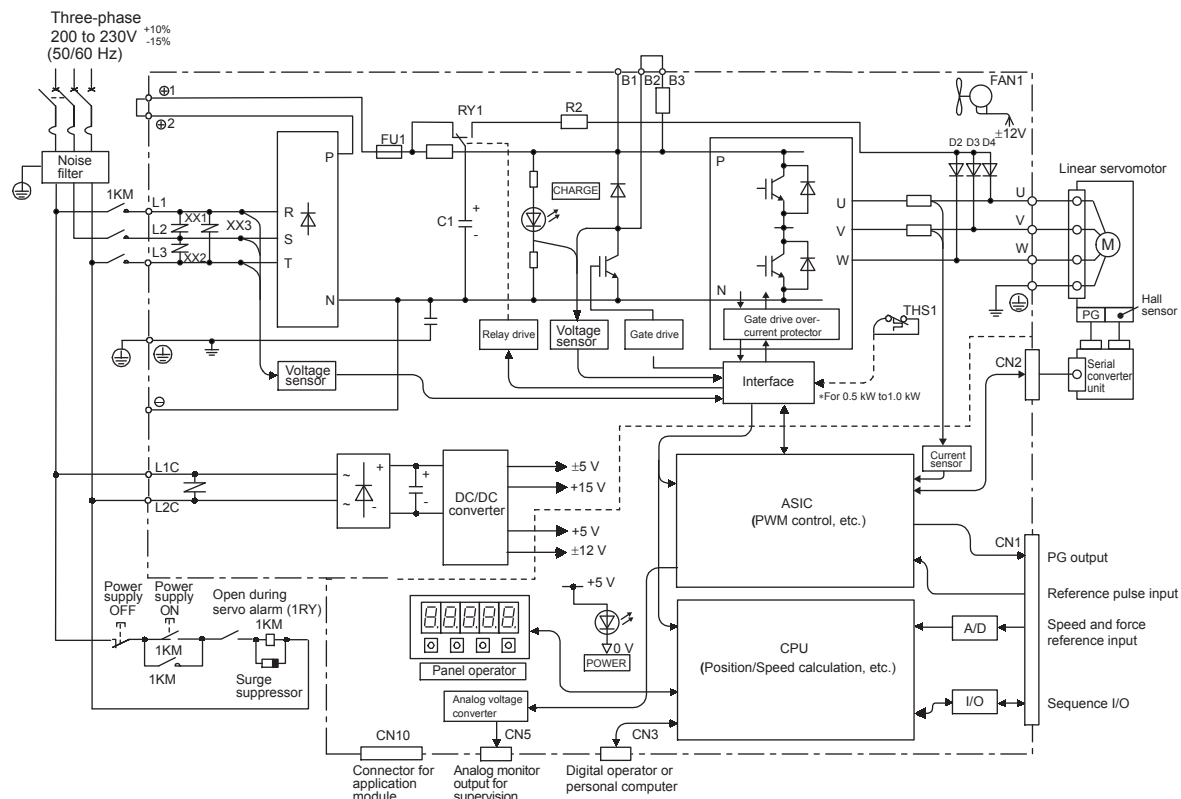 Three-phase
200 to 230V +10% -15%
(50/60 Hz)
⊕1
⊕2
B1 B2 B3
FAN1
±12V
RY1
R2
FU1
D2 D3 D4
Noise
filter
P
CHARGE
P
Linear servomotor
1KM
L1
L2
L3
XX1
XX2
XX3
R
S
T
N
C1
+
-
U
V
W
N
U
V
W
M
Relay drive
Voltage
sensor
Gate drive
Gate drive over-
current protector
THS1
PG
Hall
sensor
Voltage
sensor
Interface
*For 0.5 kW to1.0 kW
CN2
Serial
converter
unit
⊖
L1C
L2C
~
~
+
-
+
-
DC/DC
converter
±5 V
+15 V
+5 V
±12 V
Current
sensor
ASIC
(PWM control, etc.)
CN1
PG output
Reference pulse input
Power
supply
OFF
Power
supply
ON
Open during
servo alarm (1RY)
1KM
1KM
1KM
Surge
suppressor
8.8.8.8.8.
Panel operator
+5 V
0 V
POWER
CPU
(Position/Speed calculation, etc.)
A/D
Speed and force
reference input
I/O
Sequence I/O
Analog voltage
converter
CN10
CN5
CN3
Connector for
application
module
Analog monitor
output for
supervision
Digital operator or
personal computer